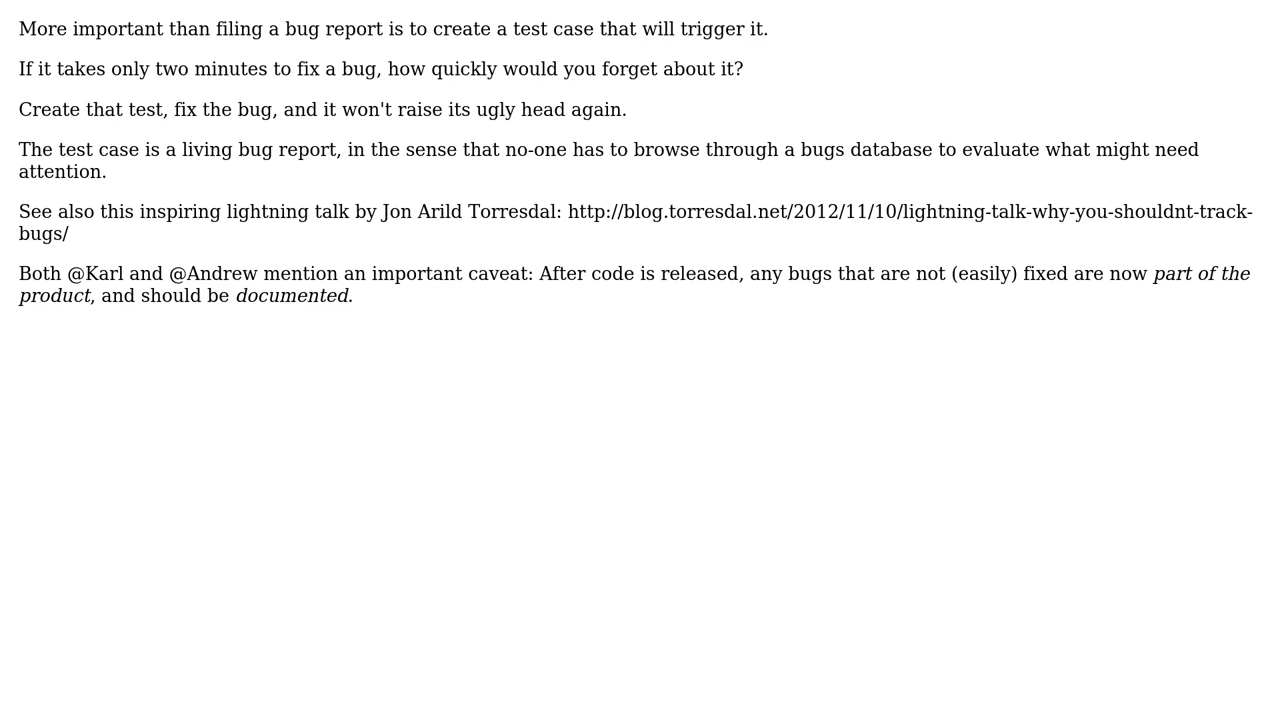 More important than filing a bug report is to create a test case that will trigger it.
If it takes only two minutes to fix a bug, how quickly would you forget about it?
Create that test, fix the bug, and it won't raise its ugly head again.
The test case is a living bug report, in the sense that no-one has to browse through a bugs database to evaluate what might need
attention.
See also this inspiring lightning talk by Jon Arild Torresdal: http://blog.torresdal.net/2012/11/10/lightning-talk-why-you-shouldnt-track-
bugs/
Both @Karl and @Andrew mention an important caveat: After code is released, any bugs that are not (easily) fixed are now part of the
product, and should be documented.